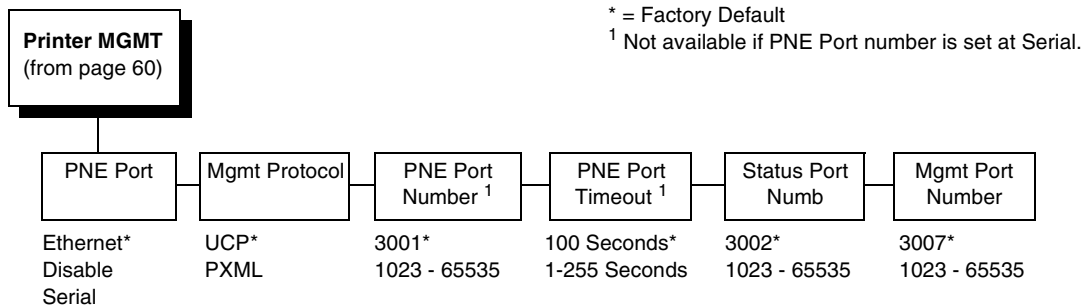 * = Factory Default
1 Not available if PNE Port number is set at Serial.
Printer MGMT
(from page 60)
PNE Port
Mgmt Protocol
PNE Port
Number 1
PNE Port
Timeout 1
Status Port
Numb
Mgmt Port
Number
Ethernet*
Disable
Serial
UCP*
PXML
3001*
1023 - 65535
100 Seconds*
1-255 Seconds
3002*
1023 - 65535
3007*
1023 - 65535